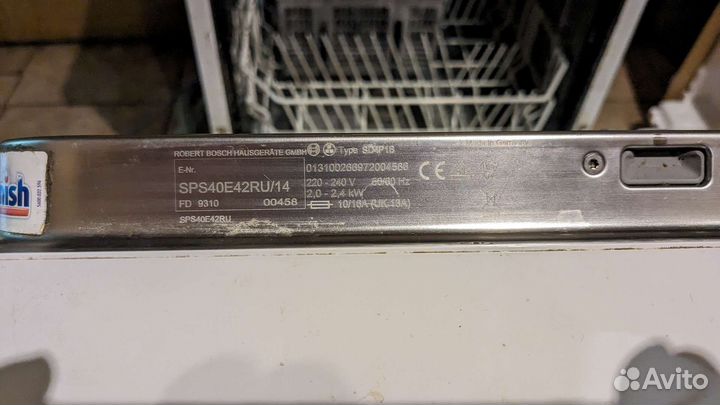 ROBERT BOSCH HAUSGERÄTE GMBH Type SD4P1S
Made in Germany
E-Nr. 013100268972004586
SPS40E42RU/14 220 - 240 V 50/60 Hz
2,0 - 2,4 kW
FD 9310 00458 10/16A (UK 13A)
SPS40E42RU
CE
ish
Avito